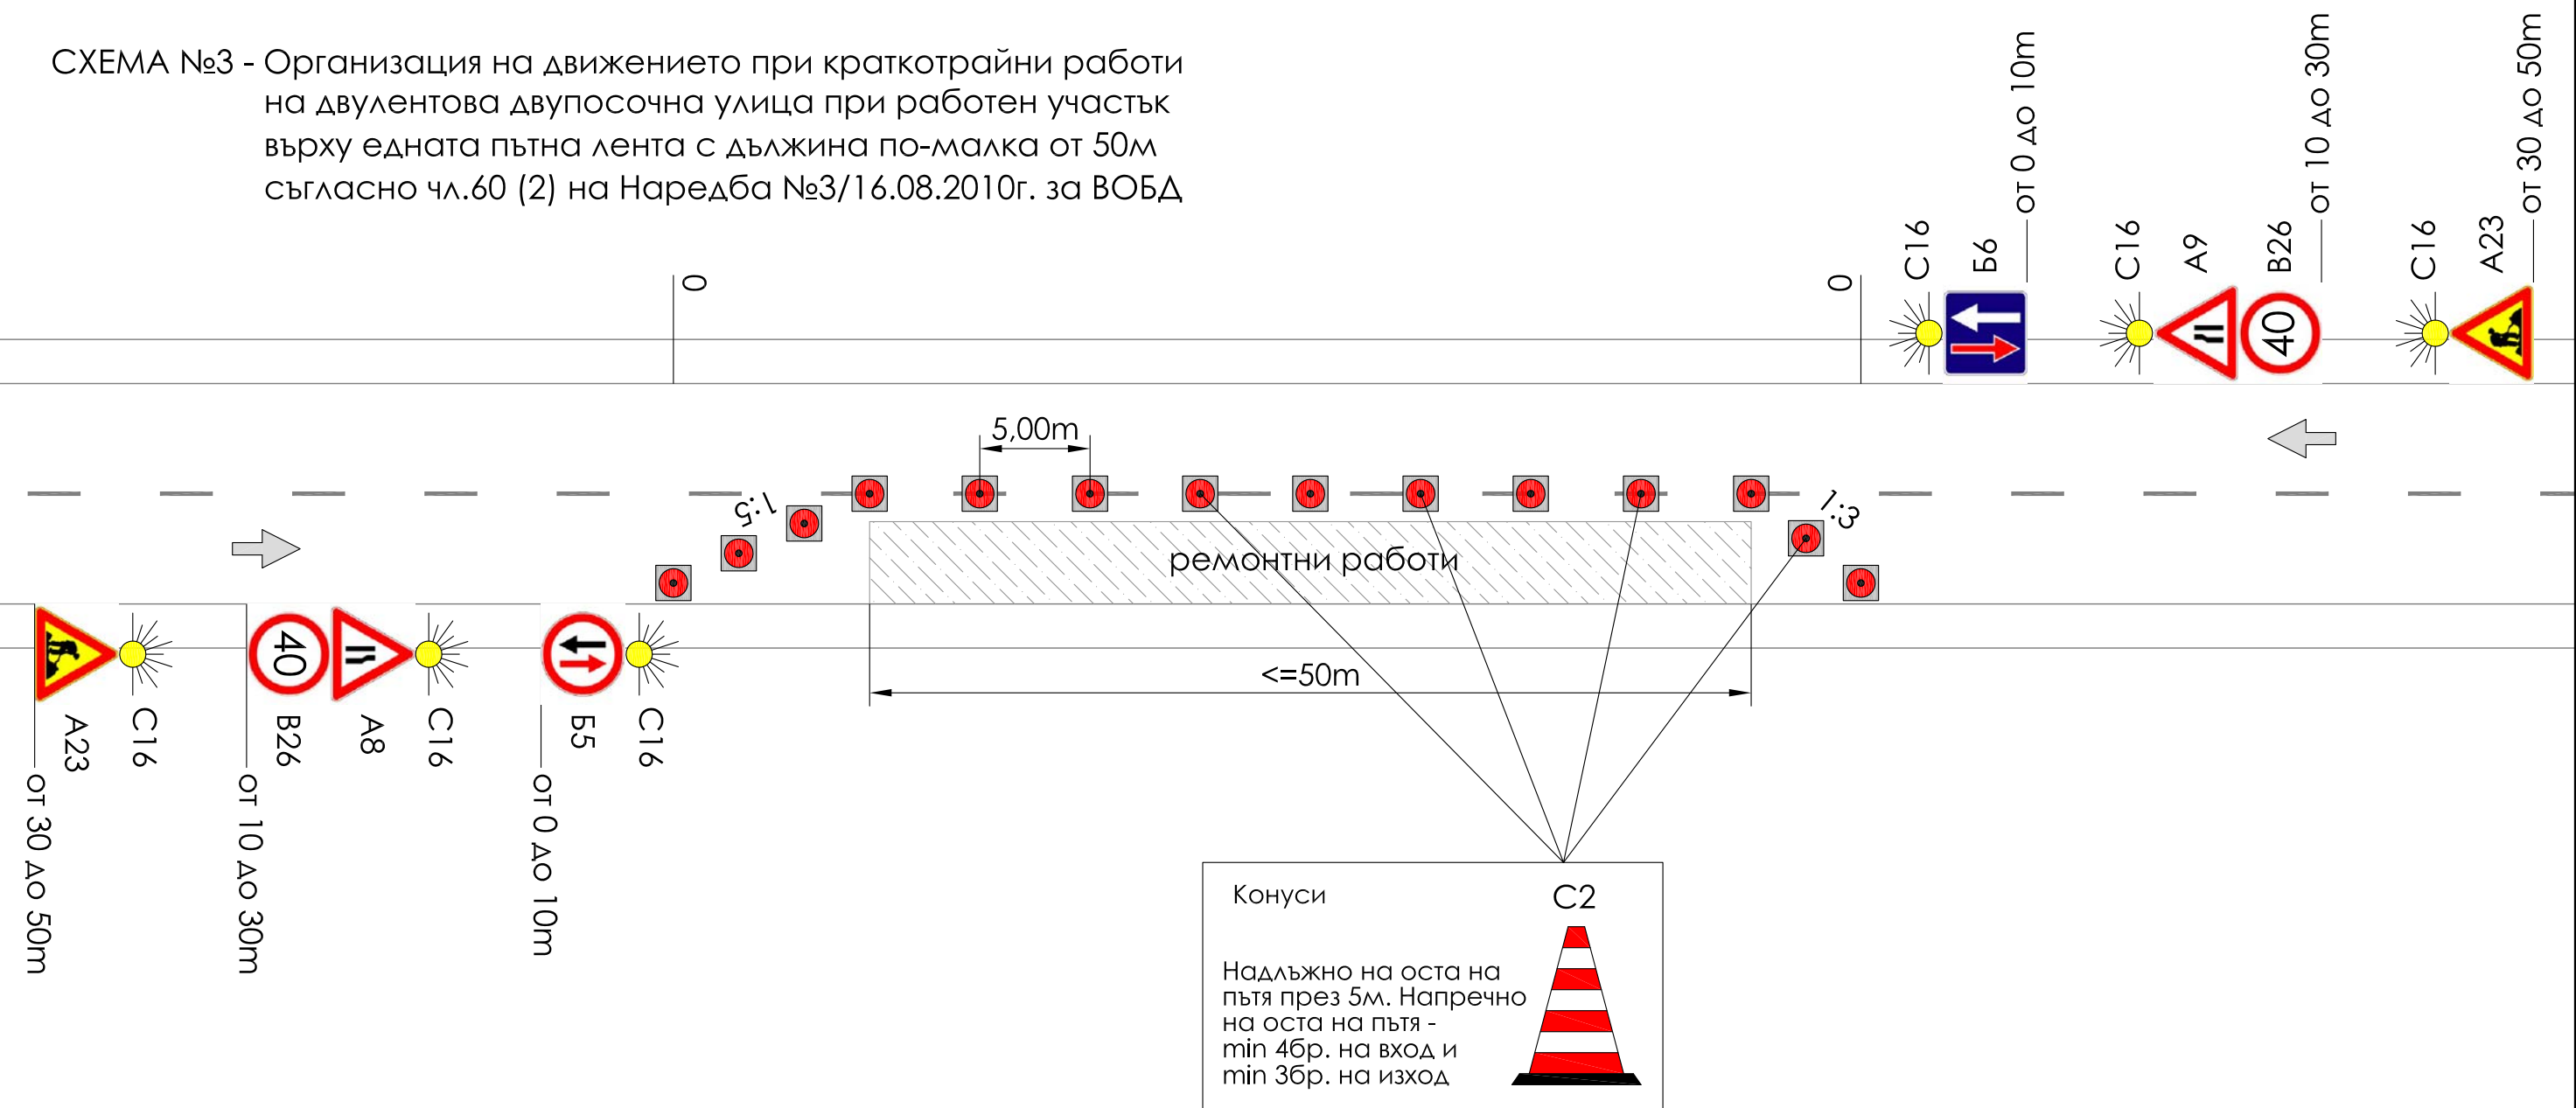 СХЕМА №3 - Организация на движението при краткотрайни работи
на двулентова двупосочна улица при работен участък
върху едната пътна лента с дължина по-малка от 50м
съгласно чл.60 (2) на Наредба №3/16.08.2010г. за ВОБД
от 0 до 10m
от 10 до 30m
от 30 до 50m
С16
Б6
С16
А9
В26
С16
А23
0
0
40
5,00m
1:5
1:3
ремонтни работи
40
<=50m
А23
С16
В26
А8
С16
Б5
С16
от 30 до 50m
от 10 до 30m
от 0 до 10m
Конуси
С2
Надлъжно на оста на
пътя през 5м. Напречно
на оста на пътя -
min 4бр. на вход и
min 3бр. на изход